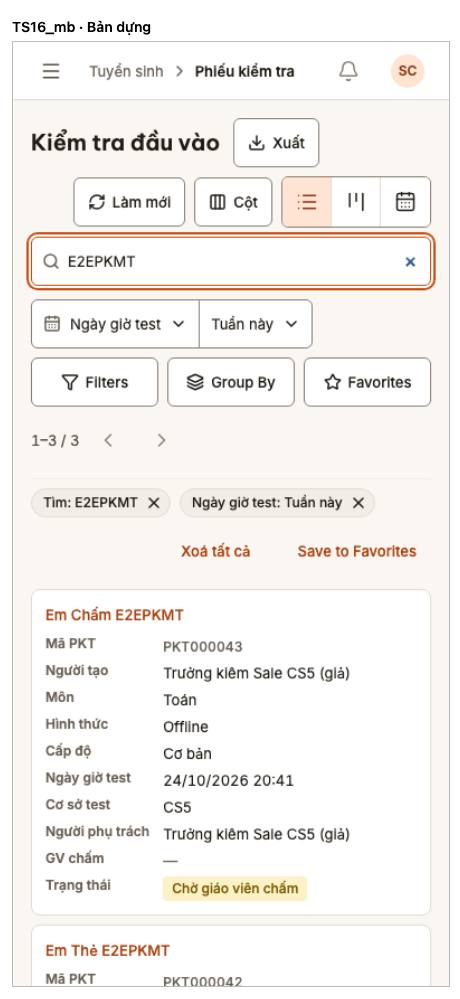 TS16_mb · Bản dựng
Tuyển sinh > Phiếu kiểm tra SC
Kiểm tra đầu vào Xuất
Làm mới Cột
E2EPKMT ×
Ngày giờ test Tuần này
Filters Group By Favorites
1–3 / 3 < >
Tìm: E2EPKMT × Ngày giờ test: Tuần này ×
Xoá tất cả Save to Favorites
Em Chấm E2EPKMT
Mã PKT PKT000043
Người tạo Trưởng kiêm Sale CS5 (giả)
Môn Toán
Hình thức Offline
Cấp độ Cơ bản
Ngày giờ test 24/10/2026 20:41
Cơ sở test CS5
Người phụ trách Trưởng kiêm Sale CS5 (giả)
GV chấm —
Trạng thái Chờ giáo viên chấm
Em Thẻ E2EPKMT
Mã PKT PKT000042